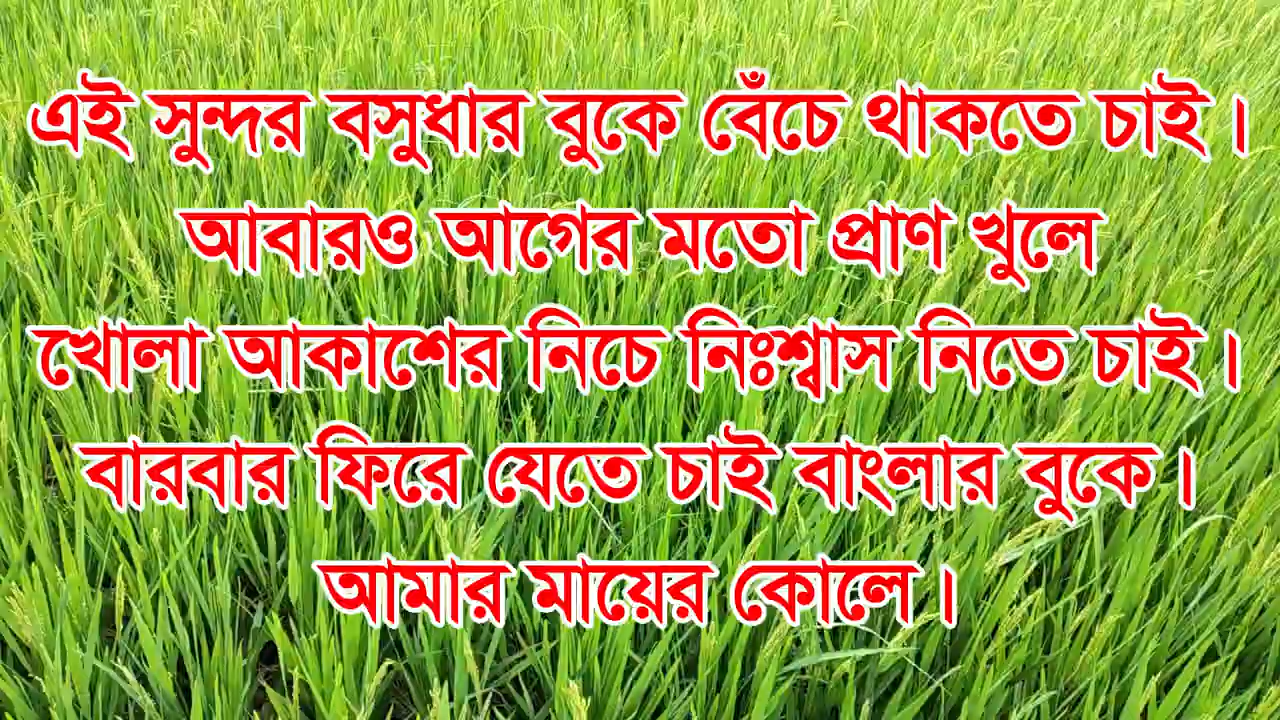 এই সুন্দর বসুধার বুকে বেঁচে থাকতে চাই।
আবারও আগের মতো প্রাণ খুলে
খোলা আকাশের নিচে নিঃশ্বাস নিতে চাই।
বারবার ফিরে যেতে চাই বাংলার বুকে।
আমার মায়ের কোলে।